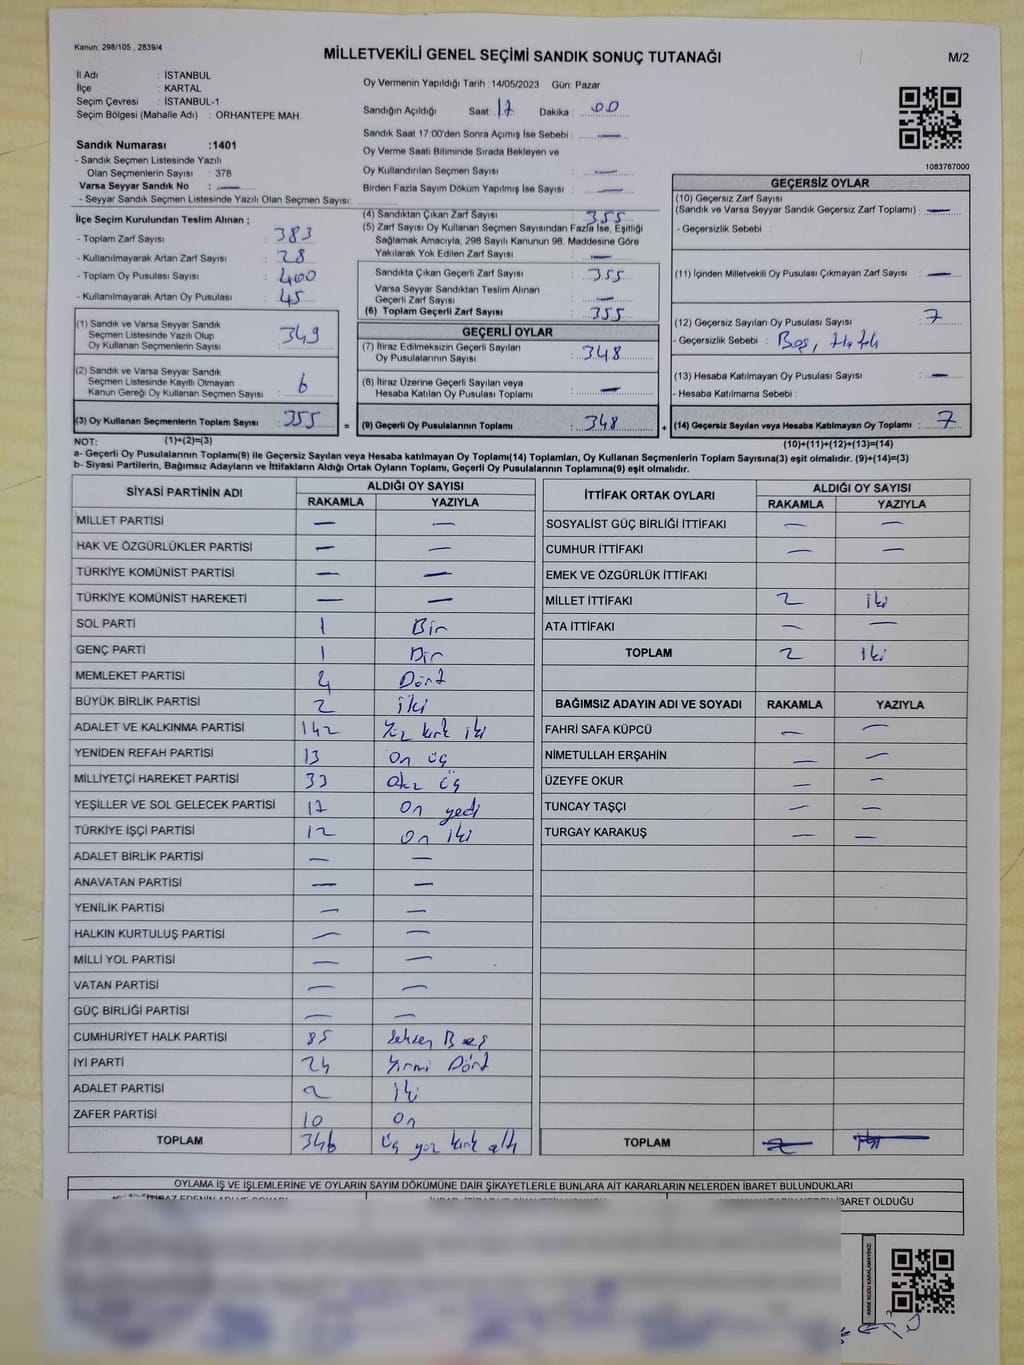 Kanun; 298/105 , 2839/4
MİLLETVEKİLİ GENEL SEÇİMİ SANDIK SONUÇ TUTANAĞI
M/2
İl Adı : İSTANBUL
İlçe : KARTAL
Seçim Çevresi : İSTANBUL-1
Seçim Bölgesi (Mahalle Adı) : ORHANTEPE MAH.
Oy Vermenin Yapıldığı Tarih :14/05/2023 Gün: Pazar
Sandığın Açıldığı Saat: 17 Dakika : 00
Sandık Saat 17:00'den Sonra Açımış İse Sebebi : —
Oy Verme Saati Bitiminde Sırada Bekleyen ve
Oy Kullandırılan Seçmen Sayısı : —
Birden Fazla Sayım Döküm Yapılmış İse Sayısı : —
1083787000
Sandık Numarası :1401
- Sandık Seçmen Listesinde Yazılı
Olan Seçmenlerin Sayısı : 378
Varsa Seyyar Sandık No : —
- Seyyar Sandık Seçmen Listesinde Yazılı Olan Seçmen Sayısı:
İlçe Seçim Kurulundan Teslim Alınan ;
- Toplam Zarf Sayısı : 383
- Kullanılmayarak Artan Zarf Sayısı : 28
- Toplam Oy Pusulası Sayısı : 400
- Kullanılmayarak Artan Oy Pusulası : 45
(1) Sandık ve Varsa Seyyar Sandık
Seçmen Listesinde Yazılı Olup
Oy Kullanan Seçmenlerin Sayısı : 349
(2) Sandık ve Varsa Seyyar Sandık
Seçmen Listesinde Kayıtlı Olmayan
Kanun Gereği Oy Kullanan Seçmen Sayısı : 6
(3) Oy Kullanan Seçmenlerin Toplam Sayısı : 355 =
(4) Sandıktan Çıkan Zarf Sayısı : 355
(5) Zarf Sayısı Oy Kullanan Seçmen Sayısından Fazla İse, Eşitliği
Sağlamak Amacıyla, 298 Sayılı Kanunun 98. Maddesine Göre
Yakılarak Yok Edilen Zarf Sayısı : —
Sandıkta Çıkan Geçerli Zarf Sayısı : 355
Varsa Seyyar Sandıktan Teslim Alınan
Geçerli Zarf Sayısı : —
(6) Toplam Geçerli Zarf Sayısı : 355
GEÇERLİ OYLAR
(7) İtiraz Edilmeksizin Geçerli Sayılan
Oy Pusulalarının Sayısı : 348
(8) İtiraz Üzerine Geçerli Sayılan veya
Hesaba Katılan Oy Pusulası Toplamı : —
(9) Geçerli Oy Pusulalarının Toplamı : 348 +
GEÇERSİZ OYLAR
(10) Geçersiz Zarf Sayısı
(Sandık ve Varsa Seyyar Sandık Geçersiz Zarf Toplamı) : —
- Geçersizlik Sebebi :
(11) İçinden Milletvekili Oy Pusulası Çıkmayan Zarf Sayısı : —
(12) Geçersiz Sayılan Oy Pusulası Sayısı : 7
- Geçersizlik Sebebi : Boş,
(13) Hesaba Katılmayan Oy Pusulası Sayısı : —
- Hesaba Katılmama Sebebi :
(14) Geçersiz Sayılan veya Hesaba Katılmayan Oy Toplamı : 7
NOT: (1)+(2)=(3)
(10)+(11)+(12)+(13)=(14)
a- Geçerli Oy Pusulalarının Toplamı(9) ile Geçersiz Sayılan veya Hesaba katılmayan Oy Toplamı(14) Toplamları, Oy Kullanan Seçmenlerin Toplam Sayısına(3) eşit olmalıdır. (9)+(14)=(3)
b- Siyasi Partilerin, Bağımsız Adayların ve İttifakların Aldığı Ortak Oyların Toplamı, Geçerli Oy Pusulalarının Toplamına(9) eşit olmalıdır.
SİYASİ PARTİNİN ADI ALDIĞI OY SAYISI
RAKAMLA YAZIYLA
MİLLET PARTİSİ — —
HAK VE ÖZGÜRLÜKLER PARTİSİ — —
TÜRKİYE KOMÜNİST PARTİSİ — —
TÜRKİYE KOMÜNİST HAREKETİ — —
SOL PARTİ 1 Bir
GENÇ PARTİ 1 Bir
MEMLEKET PARTİSİ 4 Dört
BÜYÜK BİRLİK PARTİSİ 2 iki
ADALET VE KALKINMA PARTİSİ 142 Yüz kırk iki
YENİDEN REFAH PARTİSİ 13 On üç
MİLLİYETÇİ HAREKET PARTİSİ 33 otuz üç
YEŞİLLER VE SOL GELECEK PARTİSİ 17 On yedi
TÜRKİYE İŞÇİ PARTİSİ 12 On iki
ADALET BİRLİK PARTİSİ — —
ANAVATAN PARTİSİ — —
YENİLİK PARTİSİ — —
HALKIN KURTULUŞ PARTİSİ — —
MİLLİ YOL PARTİSİ — —
VATAN PARTİSİ — —
GÜÇ BİRLİĞİ PARTİSİ — —
CUMHURİYET HALK PARTİSİ 85 Seksen Beş
İYİ PARTİ 24 Yirmi Dört
ADALET PARTİSİ 2 İki
ZAFER PARTİSİ 10 On
TOPLAM 346 Üç yüz kırk altı
İTTİFAK ORTAK OYLARI ALDIĞI OY SAYISI
RAKAMLA YAZIYLA
SOSYALİST GÜÇ BİRLİĞİ İTTİFAKI — —
CUMHUR İTTİFAKI — —
EMEK VE ÖZGÜRLÜK İTTİFAKI
MİLLET İTTİFAKI 2 iki
ATA İTTİFAKI — —
TOPLAM 2 iki
BAĞIMSIZ ADAYIN ADI VE SOYADI RAKAMLA YAZIYLA
FAHRİ SAFA KÜPCÜ — —
NİMETULLAH ERŞAHİN — —
ÜZEYFE OKUR — —
TUNCAY TAŞÇI — —
TURGAY KARAKUŞ — —
TOPLAM
OYLAMA İŞ VE İŞLEMLERİNE VE OYLARIN SAYIM DÖKÜMÜNE DAİR ŞİKAYETLERLE BUNLARA AİT KARARLARIN NELERDEN İBARET BULUNDUKLARI
İBARET OLDUĞU